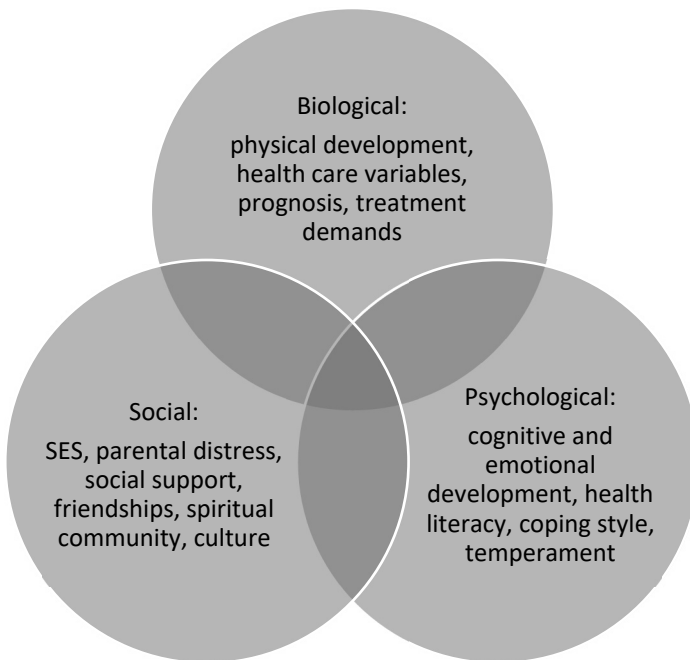 Biological:
physical development,
health care variables,
prognosis, treatment
demands
Social:
SES, parental distress,
social support,
friendships, spiritual
community, culture
Psychological:
cognitive and
emotional
development, health
literacy, coping style,
temperament